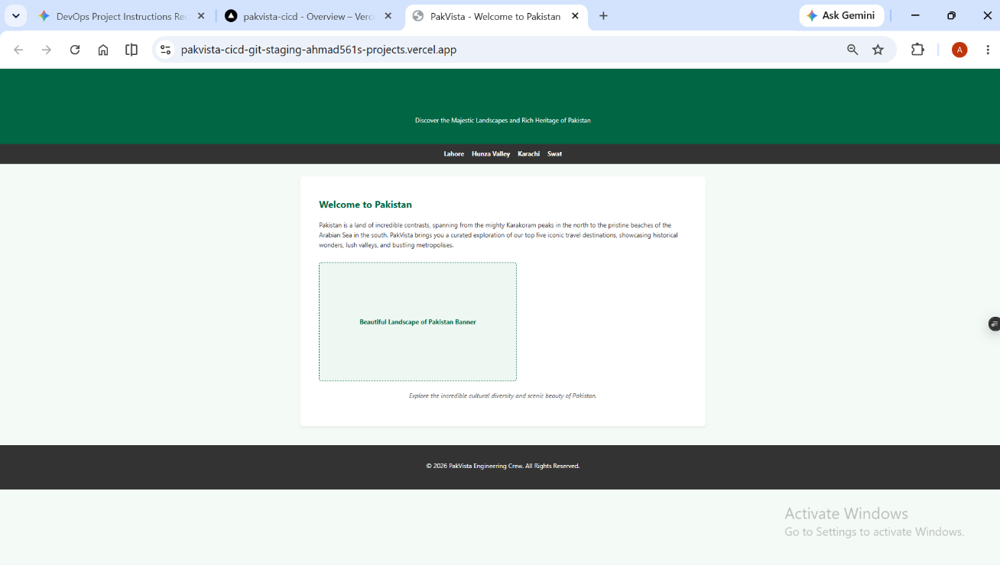 DevOps Project Instructions Re
pakvista-cicd - Overview – Verc
PakVista - Welcome to Pakistan
Ask Gemini
pakvista-cicd-git-staging-ahmad561s-projects.vercel.app
A
Discover the Majestic Landscapes and Rich Heritage of Pakistan
Lahore Hunza Valley Karachi Swat
Welcome to Pakistan
Pakistan is a land of incredible contrasts, spanning from the mighty Karakoram peaks in the north to the pristine beaches of the
Arabian Sea in the south. PakVista brings you a curated exploration of our top five iconic travel destinations, showcasing historical
wonders, lush valleys, and bustling metropolises.
Beautiful Landscape of Pakistan Banner
Explore the incredible cultural diversity and scenic beauty of Pakistan.
© 2026 PakVista Engineering Crew. All Rights Reserved.
Activate Windows
Go to Settings to activate Windows.